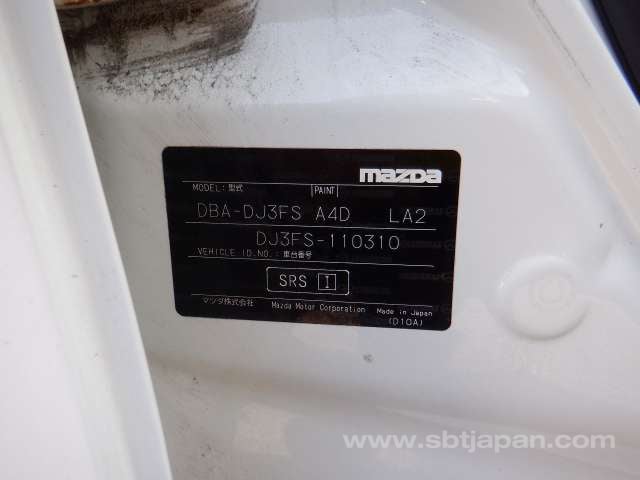 mazda
MODEL:型式 PAINT
DBA-DJ3FS A4D LA2
DJ3FS-110310
VEHICLE ID.NO.:車台番号
SRS I
マツダ株式会社 Mazda Motor Corporation Made in Japan
(D10A)
www.sbtjapan.com